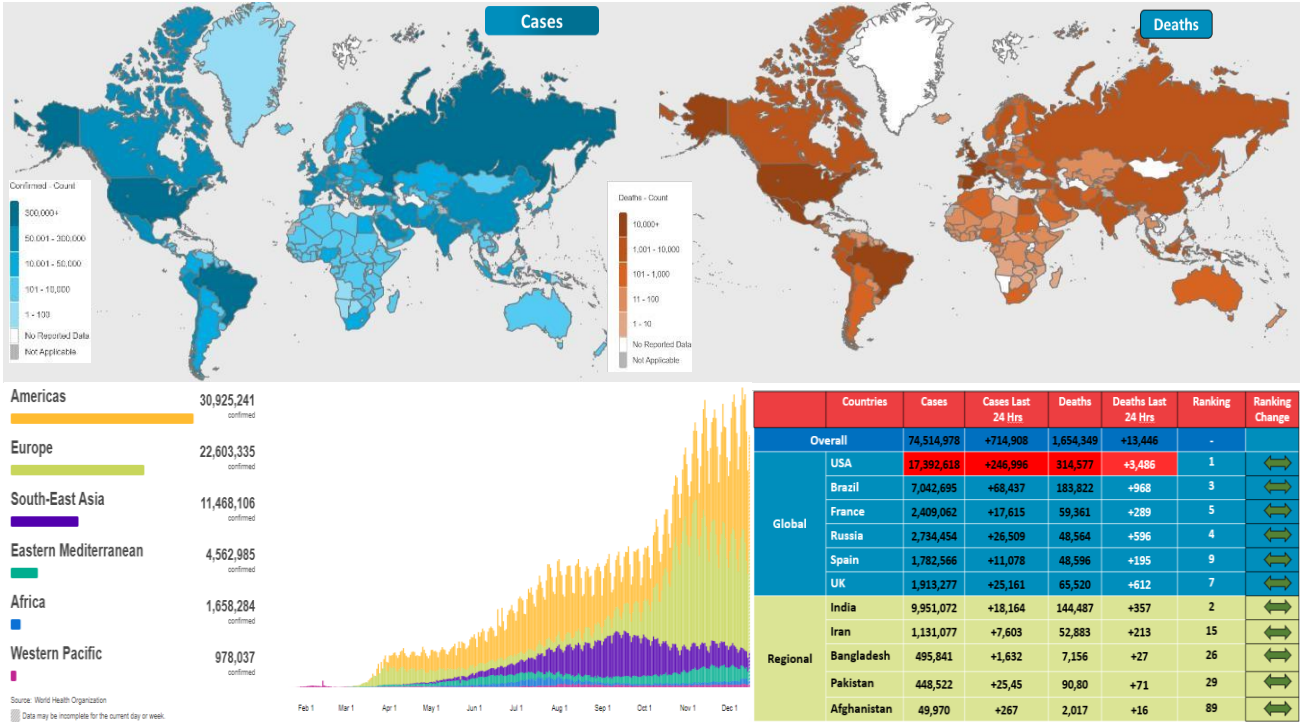 Cases
Confirmed - Count
300,000+
50,001 - 300,000
10,001 - 50,000
101 - 10,000
1 - 100
No Reported Data
Not Applicable
Deaths
Deaths - Count
10,000+
1,001 - 10,000
101 - 1,000
11 - 100
1 - 10
No Reported Data
Not Applicable
Americas 30,925,241
confirmed
Europe 22,603,335
confirmed
South-East Asia 11,468,106
confirmed
Eastern Mediterranean 4,562,985
confirmed
Africa 1,658,284
confirmed
Western Pacific 978,037
confirmed
Source: World Health Organization
Data may be incomplete for the current day or week.
Feb 1 Mar 1 Apr 1 May 1 Jun 1 Jul 1 Aug 1 Sep 1 Oct 1 Nov 1 Dec 1
Countries Cases Cases Last 24 Hrs Deaths Deaths Last 24 Hrs Ranking Ranking Change
Overall 74,514,978 +714,908 1,654,349 +13,446 -
Global
USA 17,392,618 +246,996 314,577 +3,486 1
Brazil 7,042,695 +68,437 183,822 +968 3
France 2,409,062 +17,615 59,361 +289 5
Russia 2,734,454 +26,509 48,564 +596 4
Spain 1,782,566 +11,078 48,596 +195 9
UK 1,913,277 +25,161 65,520 +612 7
Regional
India 9,951,072 +18,164 144,487 +357 2
Iran 1,131,077 +7,603 52,883 +213 15
Bangladesh 495,841 +1,632 7,156 +27 26
Pakistan 448,522 +25,45 90,80 +71 29
Afghanistan 49,970 +267 2,017 +16 89